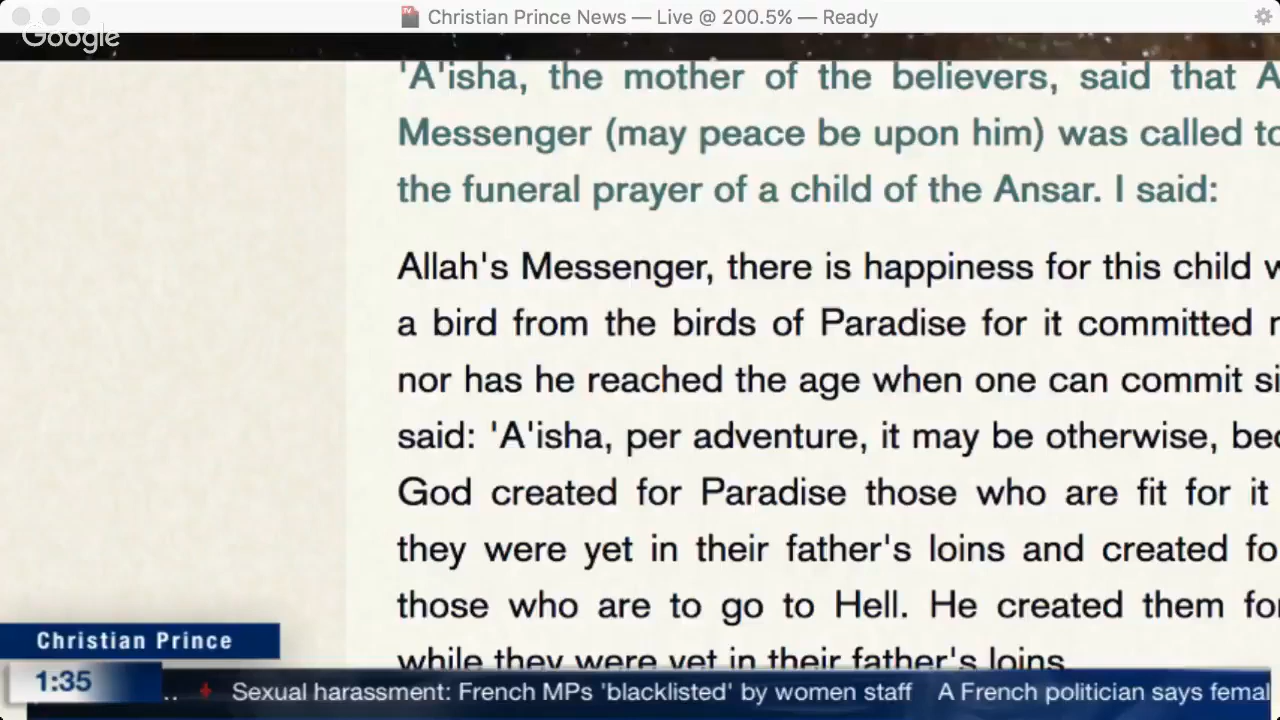 Christian Prince News — Live @ 200.5% — Ready
Google
'A'isha, the mother of the believers, said that A
Messenger (may peace be upon him) was called to
the funeral prayer of a child of the Ansar. I said:
Allah's Messenger, there is happiness for this child w
a bird from the birds of Paradise for it committed n
nor has he reached the age when one can commit si
said: 'A'isha, per adventure, it may be otherwise, bec
God created for Paradise those who are fit for it
they were yet in their father's loins and created fo
those who are to go to Hell. He created them for
while they were yet in their father's loins.
Christian Prince
1:35
.. Sexual harassment: French MPs 'blacklisted' by women staff A French politician says femal